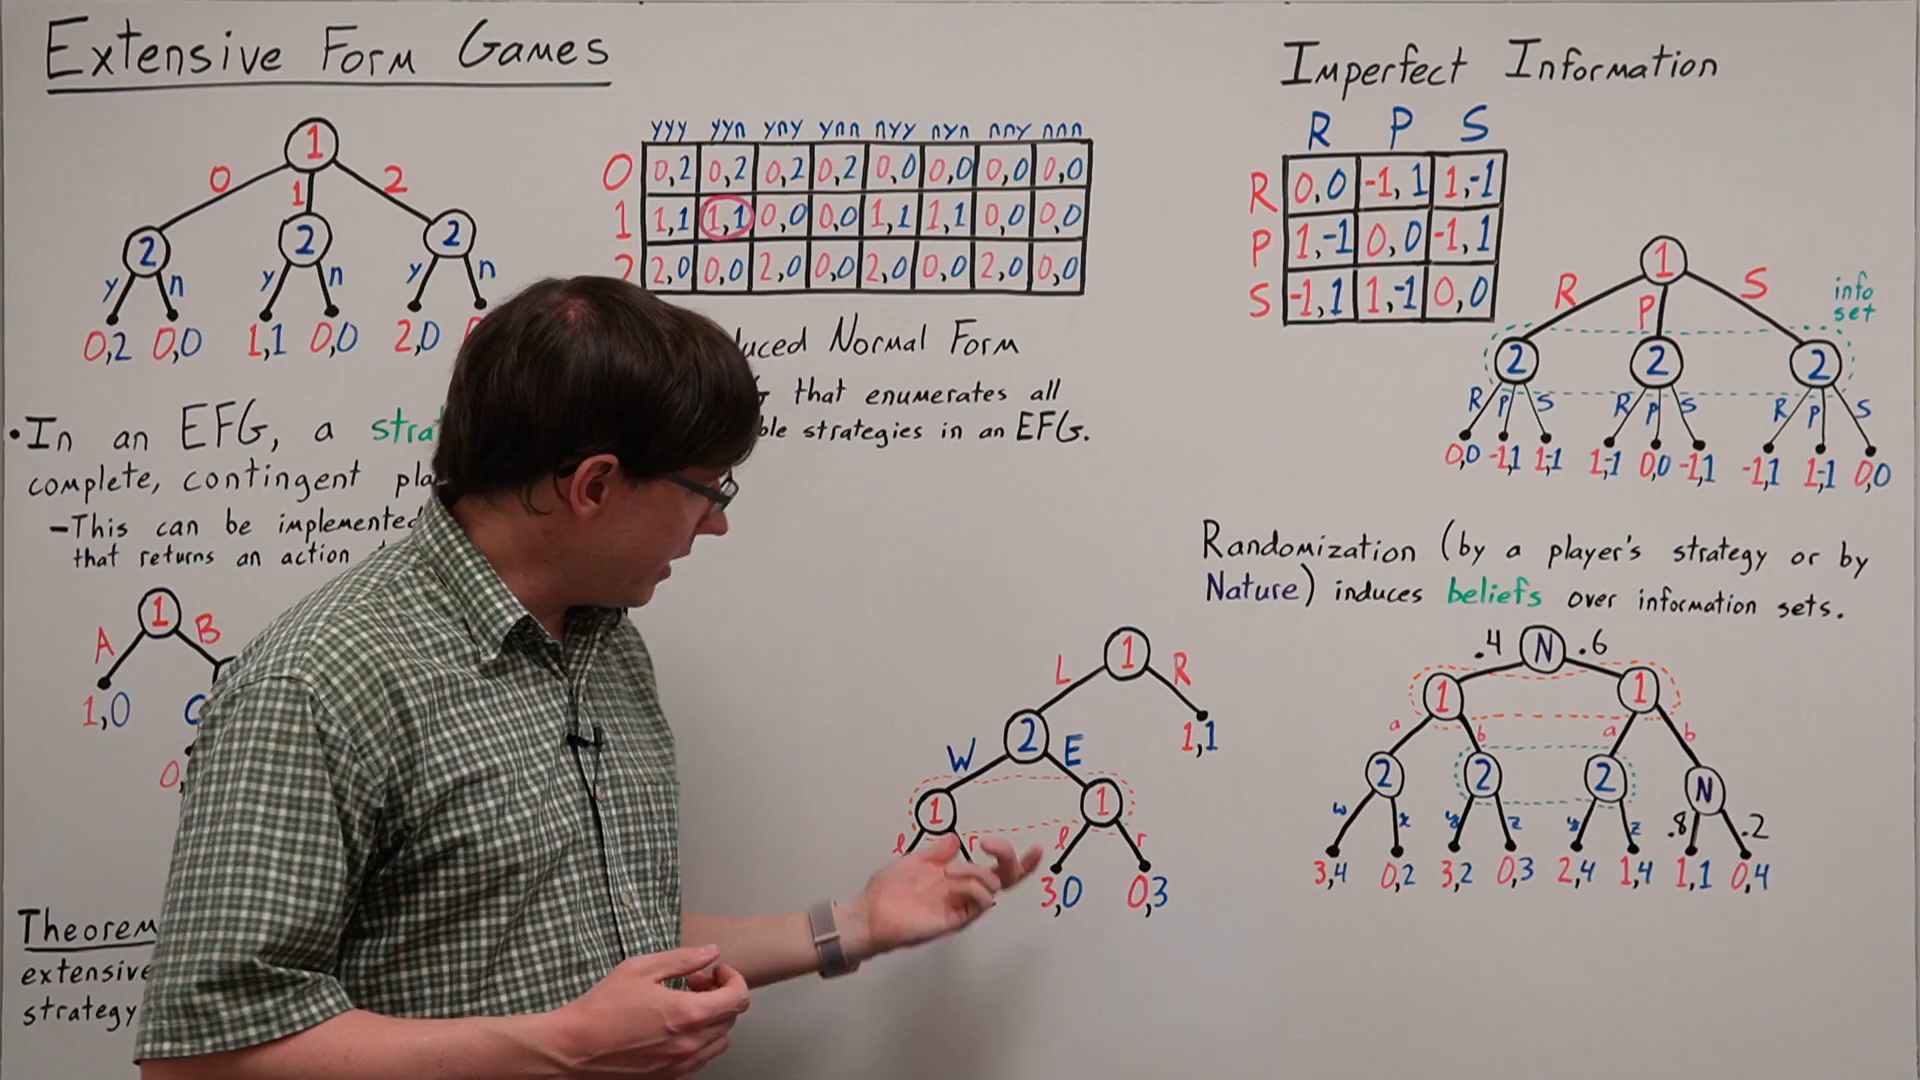 Extensive Form Games
1
0 1 2
2 2 2
y n y n y n
0,2 0,0 1,1 0,0 2,0
• In an EFG, a
complete, contingent
– This can be implemented
that returns an action
1
A B
1,0
Theorem
extensive
strategy
yyy yyn yny ynn nyy nyn nny nnn
0 0,2 0,2 0,2 0,2 0,0 0,0 0,0 0,0
1 1,1 1,1 0,0 0,0 1,1 1,1 0,0 0,0
2 2,0 0,0 2,0 0,0 2,0 0,0 2,0 0,0
Normal Form
that enumerates all
strategies in an EFG.
1
L R
2 1,1
W E
1 1
l r l r
3,0 0,3
Imperfect Information
R P S
R 0,0 -1,1 1,-1
P 1,-1 0,0 -1,1
S -1,1 1,-1 0,0
1
R P S info
set
2 2 2
R P S R P S R P S
0,0 -1,1 1,-1 1,-1 0,0 -1,1 -1,1 1,-1 0,0
Randomization (by a player's strategy or by
Nature) induces beliefs over information sets.
.4 N .6
1 1
a b a b
2 2 2 N
w x y z y z .8 .2
3,4 0,2 3,2 0,3 2,4 1,4 1,1 0,4